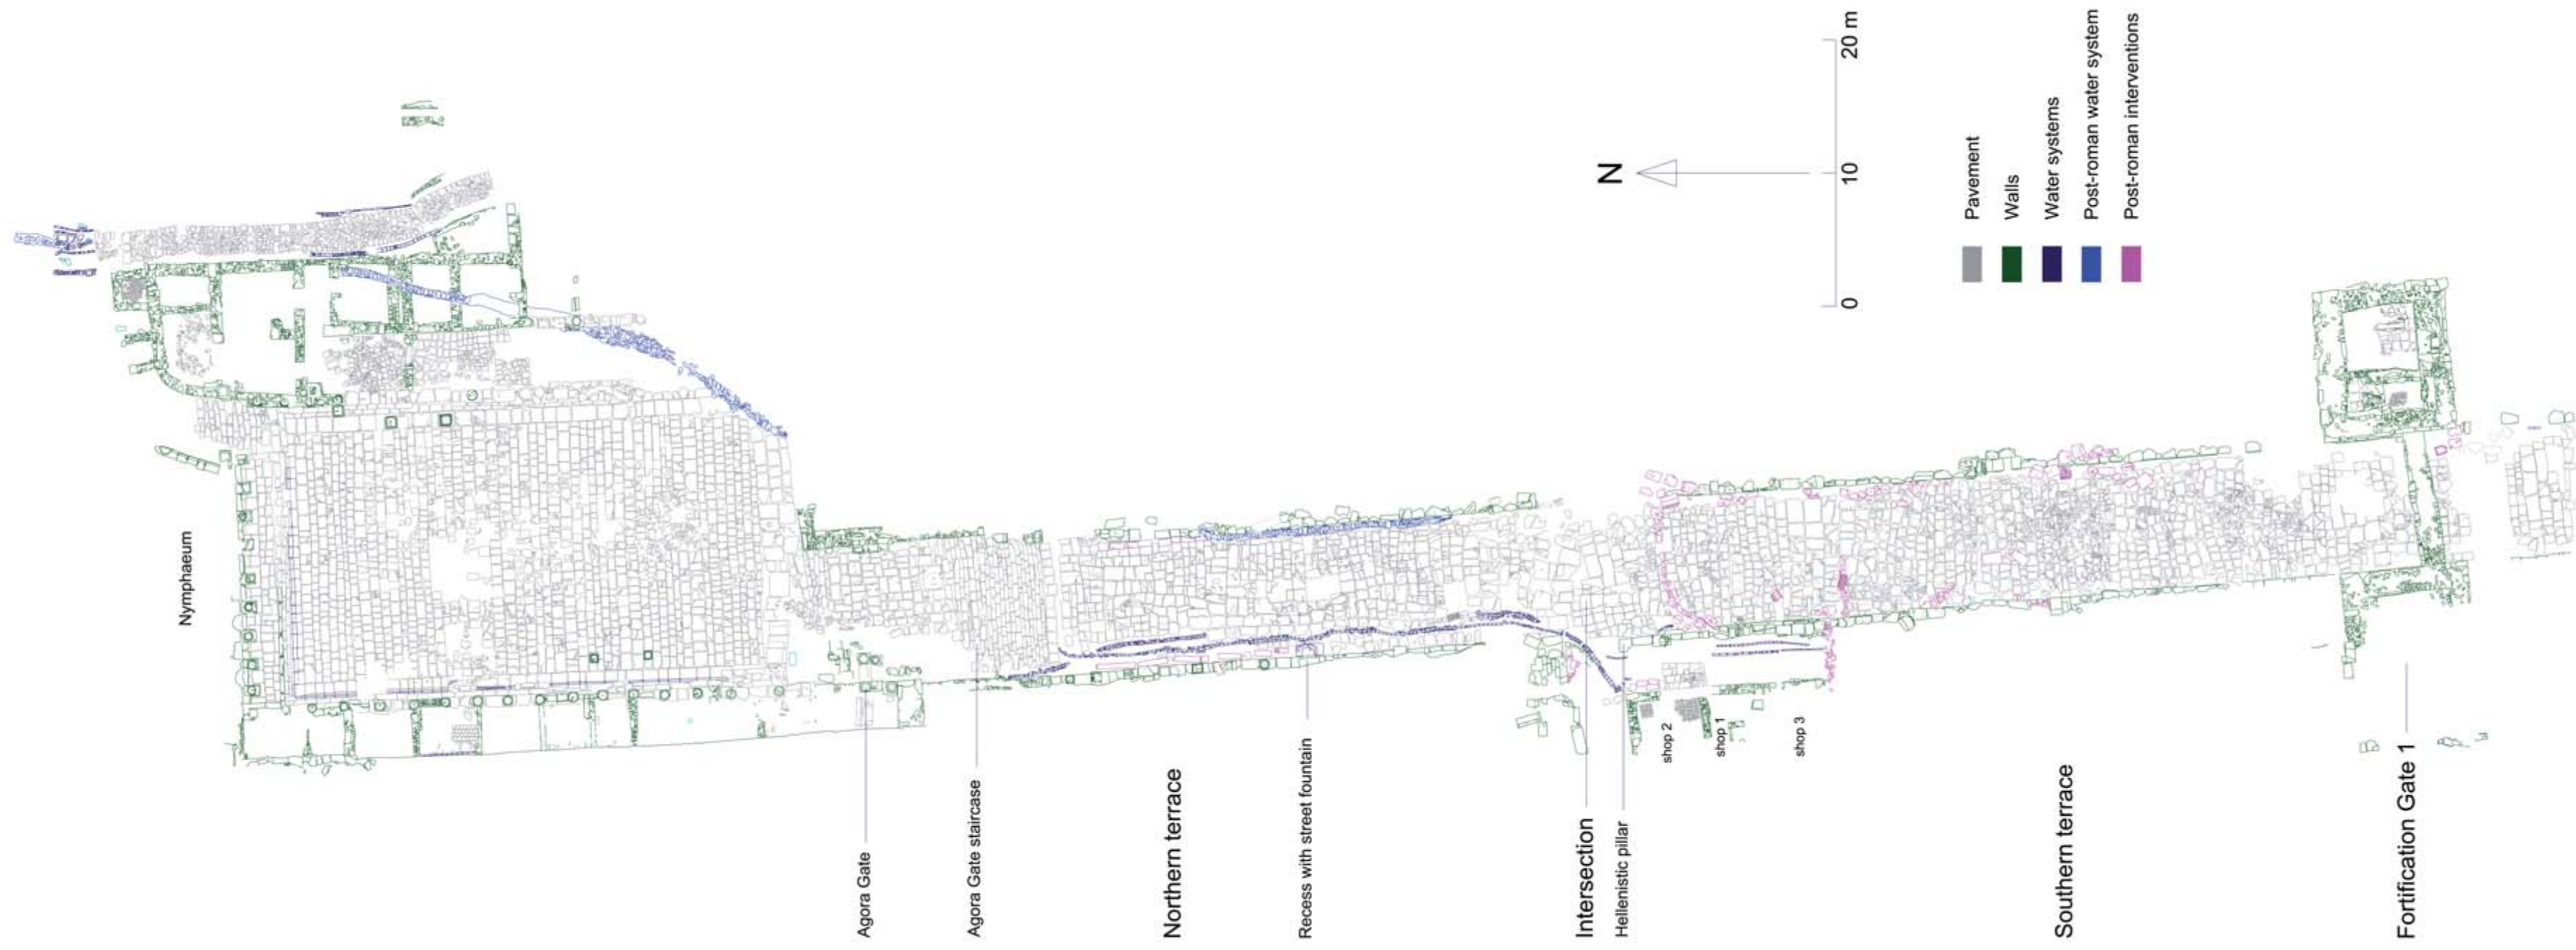 Nymphaeum
Agora Gate
Agora Gate staircase
Northern terrace
Recess with street fountain
Intersection
Hellenistic pillar
shop 2
shop 1
shop 3
Southern terrace
Fortification Gate 1
N
0 10 20 m
Pavement
Walls
Water systems
Post-roman water system
Post-roman interventions